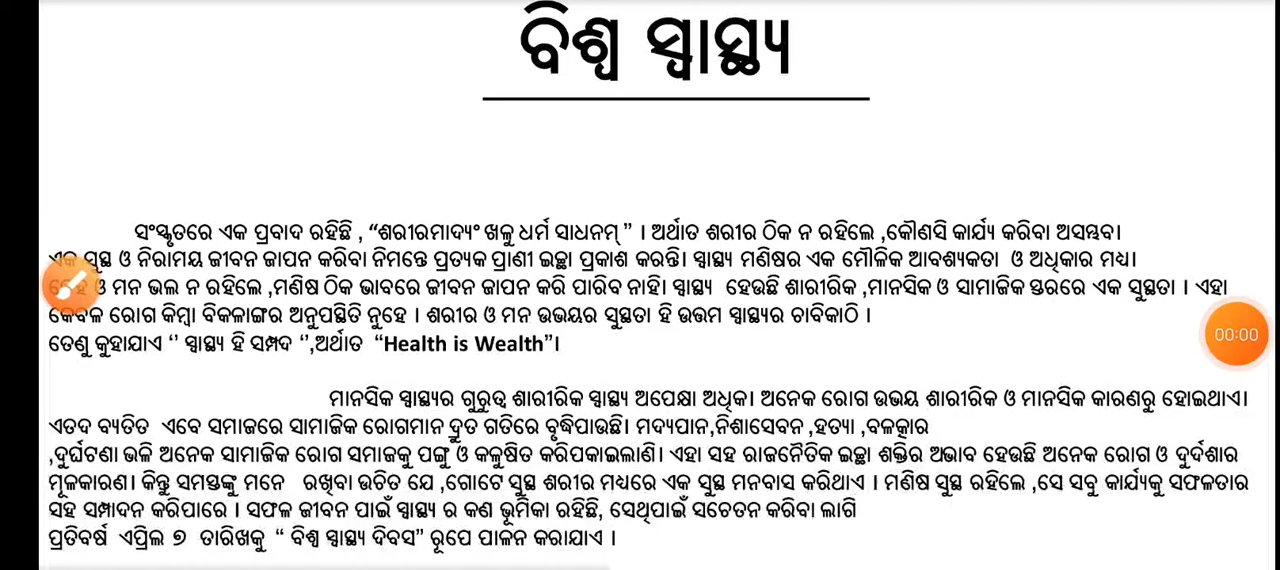 ବିଶ୍ୱ ସ୍ୱାସ୍ଥ୍ୟ
ସଂସ୍କୃତରେ ଏକ ପ୍ରବାଦ ରହିଛି , “ଶରୀରମାଦ୍ୟଂ ଖଳୁ ଧର୍ମ ସାଧନମ୍ ” । ଅର୍ଥାତ ଶରୀର ଠିକ ନ ରହିଲେ ,କୌଣସି କାର୍ଯ୍ୟ କରିବା ଅସମ୍ଭବ।
ଏକ ସୁସ୍ଥ ଓ ନିରାମୟ ଜୀବନ ଜାପନ କରିବା ନିମନ୍ତେ ପ୍ରତ୍ୟକ ପ୍ରାଣୀ ଇଚ୍ଛା ପ୍ରକାଶ କରନ୍ତି। ସ୍ୱାସ୍ଥ୍ୟ ମଣିଷର ଏକ ମୌଳିକ ଆବଶ୍ୟକତା ଓ ଅଧିକାର ମଧ୍ୟ।
ଓ ମନ ଭଲ ନ ରହିଲେ ,ମଣିଷ ଠିକ ଭାବରେ ଜୀବନ ଜାପନ କରି ପାରିବ ନାହି। ସ୍ୱାସ୍ଥ୍ୟ ହେଉଛି ଶାରୀରିକ ,ମାନସିକ ଓ ସାମାଜିକ ସ୍ତରରେ ଏକ ସୁସ୍ଥତା । ଏହା
କେବଳ ରୋଗ କିମ୍ବା ବିକଳାଙ୍ଗର ଅନୁପସ୍ଥିତି ନୁହେ । ଶରୀର ଓ ମନ ଉଭୟର ସୁସ୍ଥତା ହି ଉତ୍ତମ ସ୍ୱାସ୍ଥ୍ୟର ଚାବିକାଠି ।
ତେଣୁ କୁହାଯାଏ ‘’ ସ୍ୱାସ୍ଥ୍ୟ ହି ସମ୍ପଦ ‘’,ଅର୍ଥାତ “Health is Wealth”।
ମାନସିକ ସ୍ୱାସ୍ଥ୍ୟର ଗୁରୁତ୍ୱ ଶାରୀରିକ ସ୍ୱାସ୍ଥ୍ୟ ଅପେକ୍ଷା ଅଧିକ। ଅନେକ ରୋଗ ଉଭୟ ଶାରୀରିକ ଓ ମାନସିକ କାରଣରୁ ହୋଇଥାଏ।
ଏତଦ ବ୍ୟତିତ ଏବେ ସମାଜରେ ସାମାଜିକ ରୋଗମାନ ଦ୍ରୁତ ଗତିରେ ବୃଦ୍ଧିପାଉଛି। ମଦ୍ୟପାନ,ନିଶାସେବନ ,ହତ୍ୟା ,ବଳତ୍କାର
,ଦୁର୍ଘଟଣା ଭଳି ଅନେକ ସାମାଜିକ ରୋଗ ସମାଜକୁ ପଙ୍ଗୁ ଓ କଳୁଷିତ କରିପକାଇଲାଣି। ଏହା ସହ ରାଜନୈତିକ ଇଚ୍ଛା ଶକ୍ତିର ଅଭାବ ହେଉଛି ଅନେକ ରୋଗ ଓ ଦୁର୍ଦଶାର
ମୂଳକାରଣ। କିନ୍ତୁ ସମସ୍ତଙ୍କୁ ମନେ ରଖିବା ଉଚିତ ଯେ ,ଗୋଟେ ସୁସ୍ଥ ଶରୀର ମଧ୍ୟରେ ଏକ ସୁସ୍ଥ ମନବାସ କରିଥାଏ । ମଣିଷ ସୁସ୍ଥ ରହିଲେ ,ସେ ସବୁ କାର୍ଯ୍ୟକୁ ସଫଳତାର
ସହ ସମ୍ପାଦନ କରିପାରେ । ସଫଳ ଜୀବନ ପାଇଁ ସ୍ୱାସ୍ଥ୍ୟ ର କଣ ଭୂମିକା ରହିଛି, ସେଥିପାଇଁ ସଚେତନ କରିବା ଲାଗି
ପ୍ରତିବର୍ଷ ଏପ୍ରିଲ ୭ ତାରିଖକୁ “ ବିଶ୍ୱ ସ୍ୱାସ୍ଥ୍ୟ ଦିବସ” ରୂପେ ପାଳନ କରାଯାଏ ।
00:00